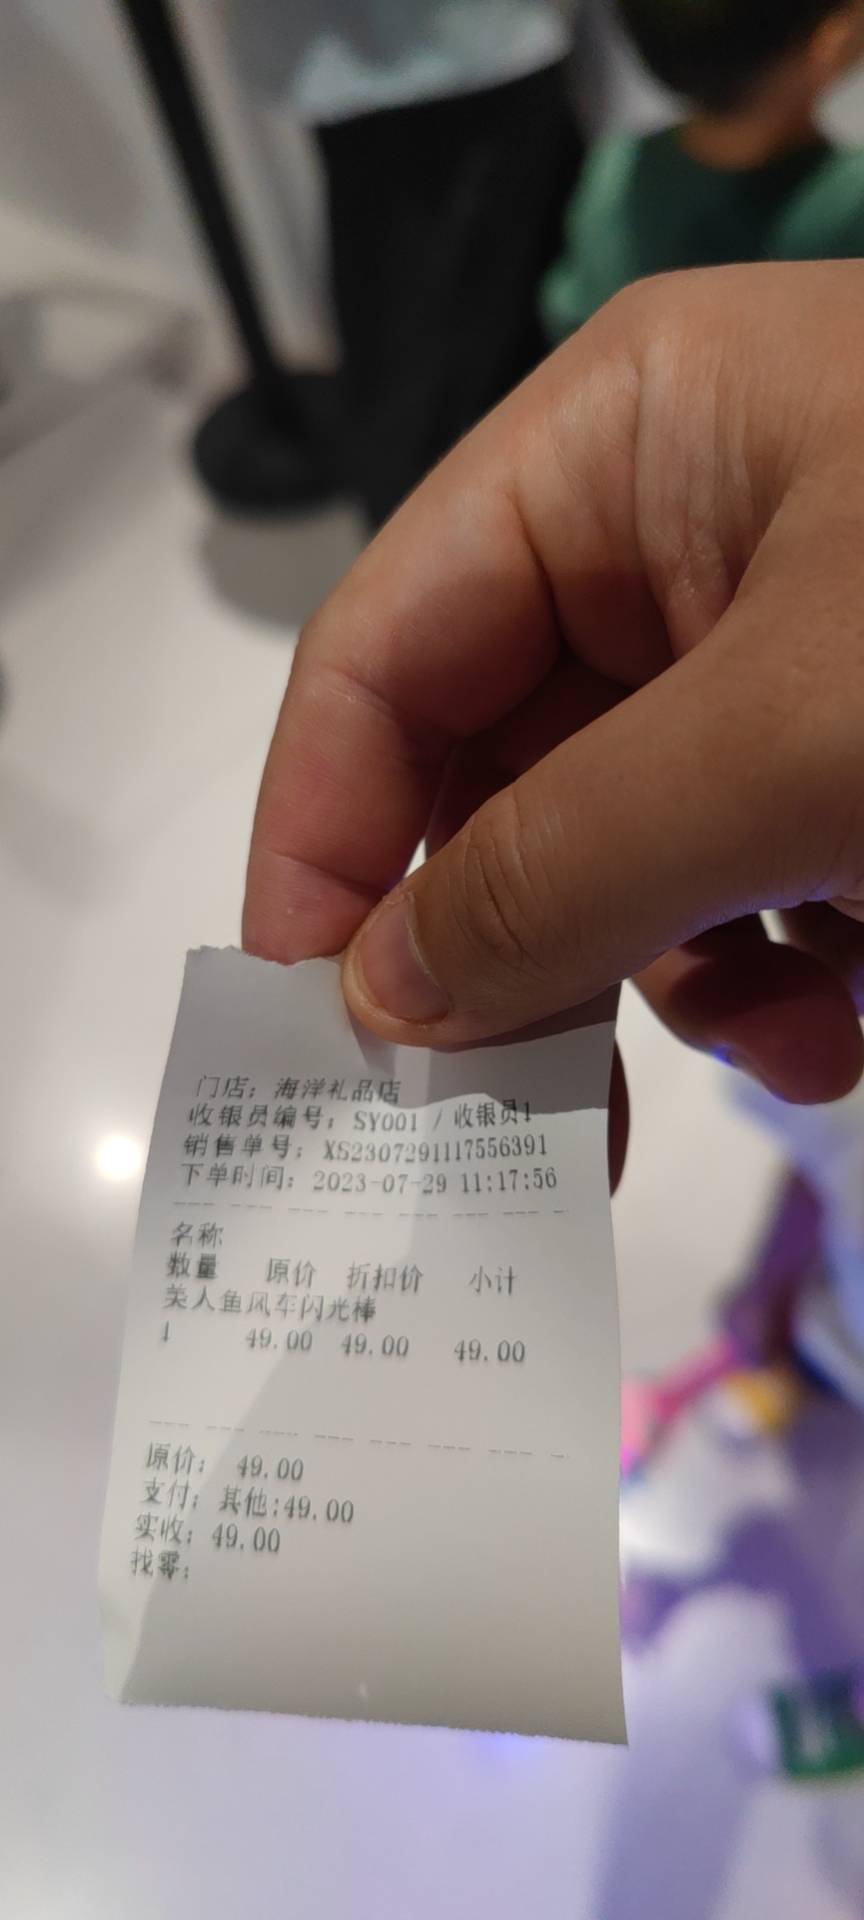 门店：海洋礼品店
收银员编号：SY001 / 收银员1
销售单号：XS2307291117556391
下单时间：2023-07-29 11:17:56
名称
数量 原价 折扣价 小计
美人鱼风车闪光棒
1 49.00 49.00 49.00
原价： 49.00
支付：其他:49.00
实收：49.00
找零：